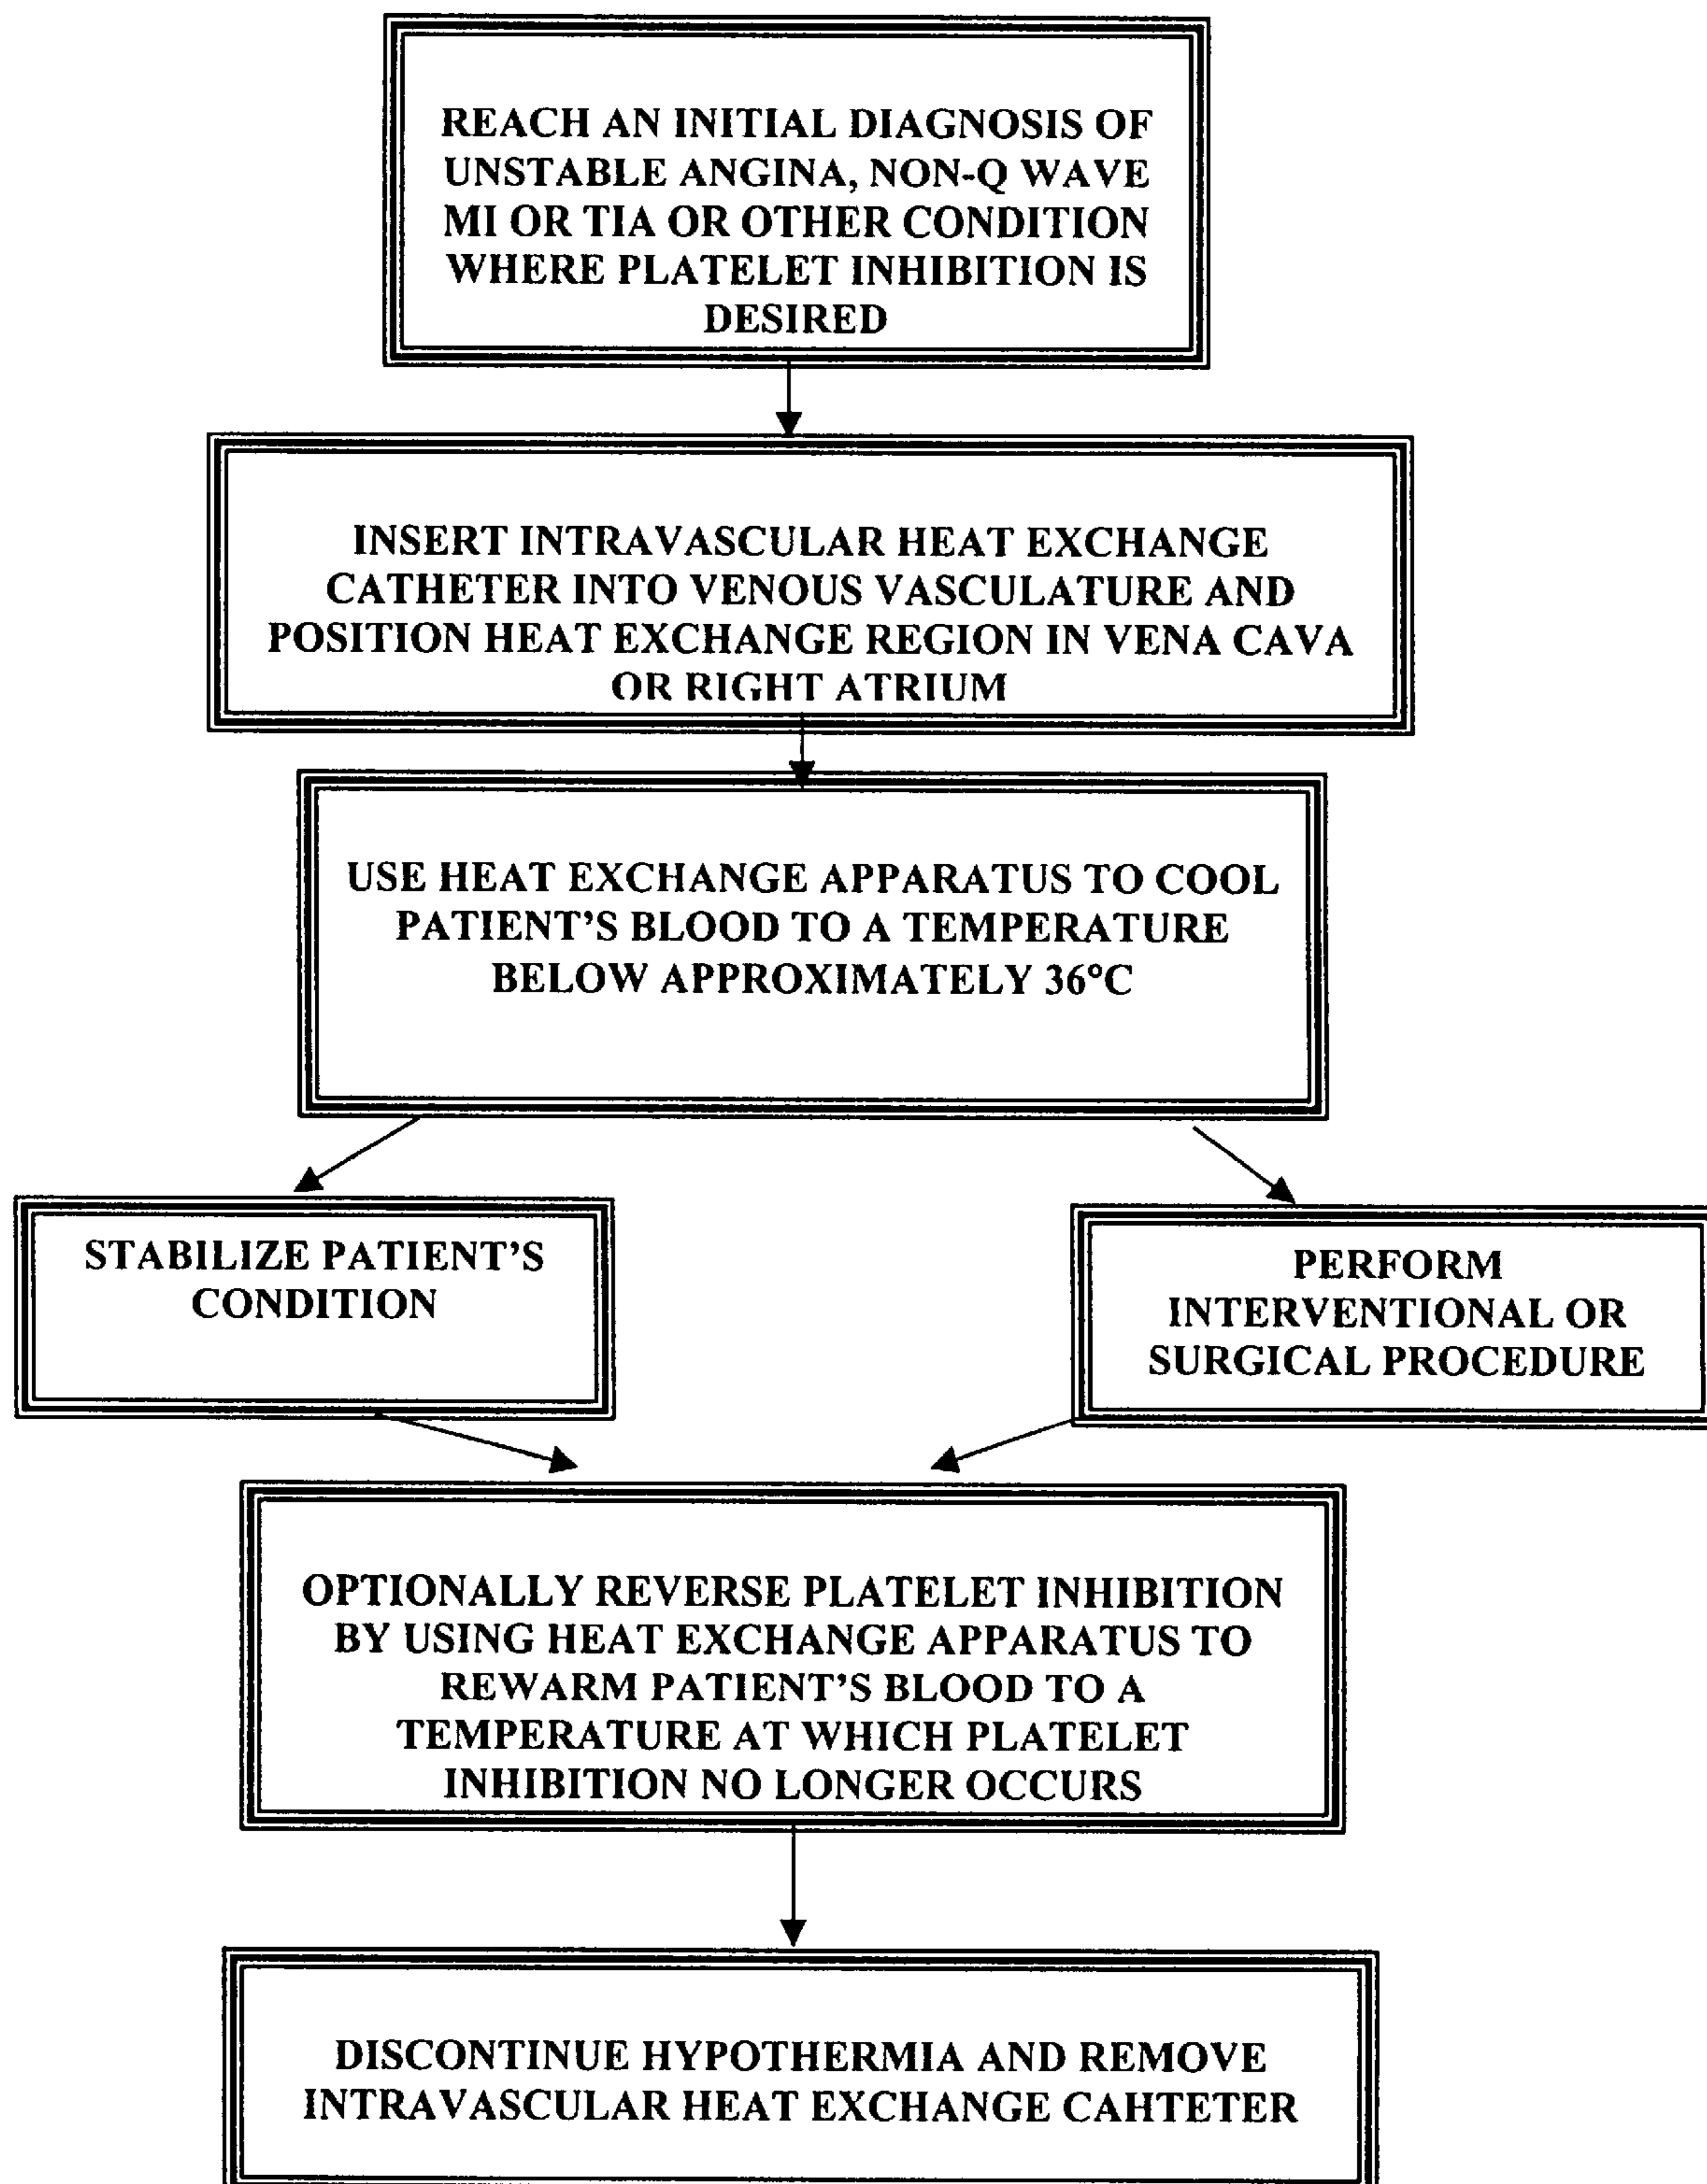 REACH AN INITIAL DIAGNOSIS OF
UNSTABLE ANGINA, NON-Q WAVE
MI OR TIA OR OTHER CONDITION
WHERE PLATELET INHIBITION IS
DESIRED
INSERT INTRAVASCULAR HEAT EXCHANGE
CATHETER INTO VENOUS VASCULATURE AND
POSITION HEAT EXCHANGE REGION IN VENA CAVA
OR RIGHT ATRIUM
USE HEAT EXCHANGE APPARATUS TO COOL
PATIENT'S BLOOD TO A TEMPERATURE
BELOW APPROXIMATELY 36°C
STABILIZE PATIENT'S
CONDITION
PERFORM
INTERVENTIONAL OR
SURGICAL PROCEDURE
OPTIONALLY REVERSE PLATELET INHIBITION
BY USING HEAT EXCHANGE APPARATUS TO
REWARM PATIENT'S BLOOD TO A
TEMPERATURE AT WHICH PLATELET
INHIBITION NO LONGER OCCURS
DISCONTINUE HYPOTHERMIA AND REMOVE
INTRAVASCULAR HEAT EXCHANGE CAHTETER